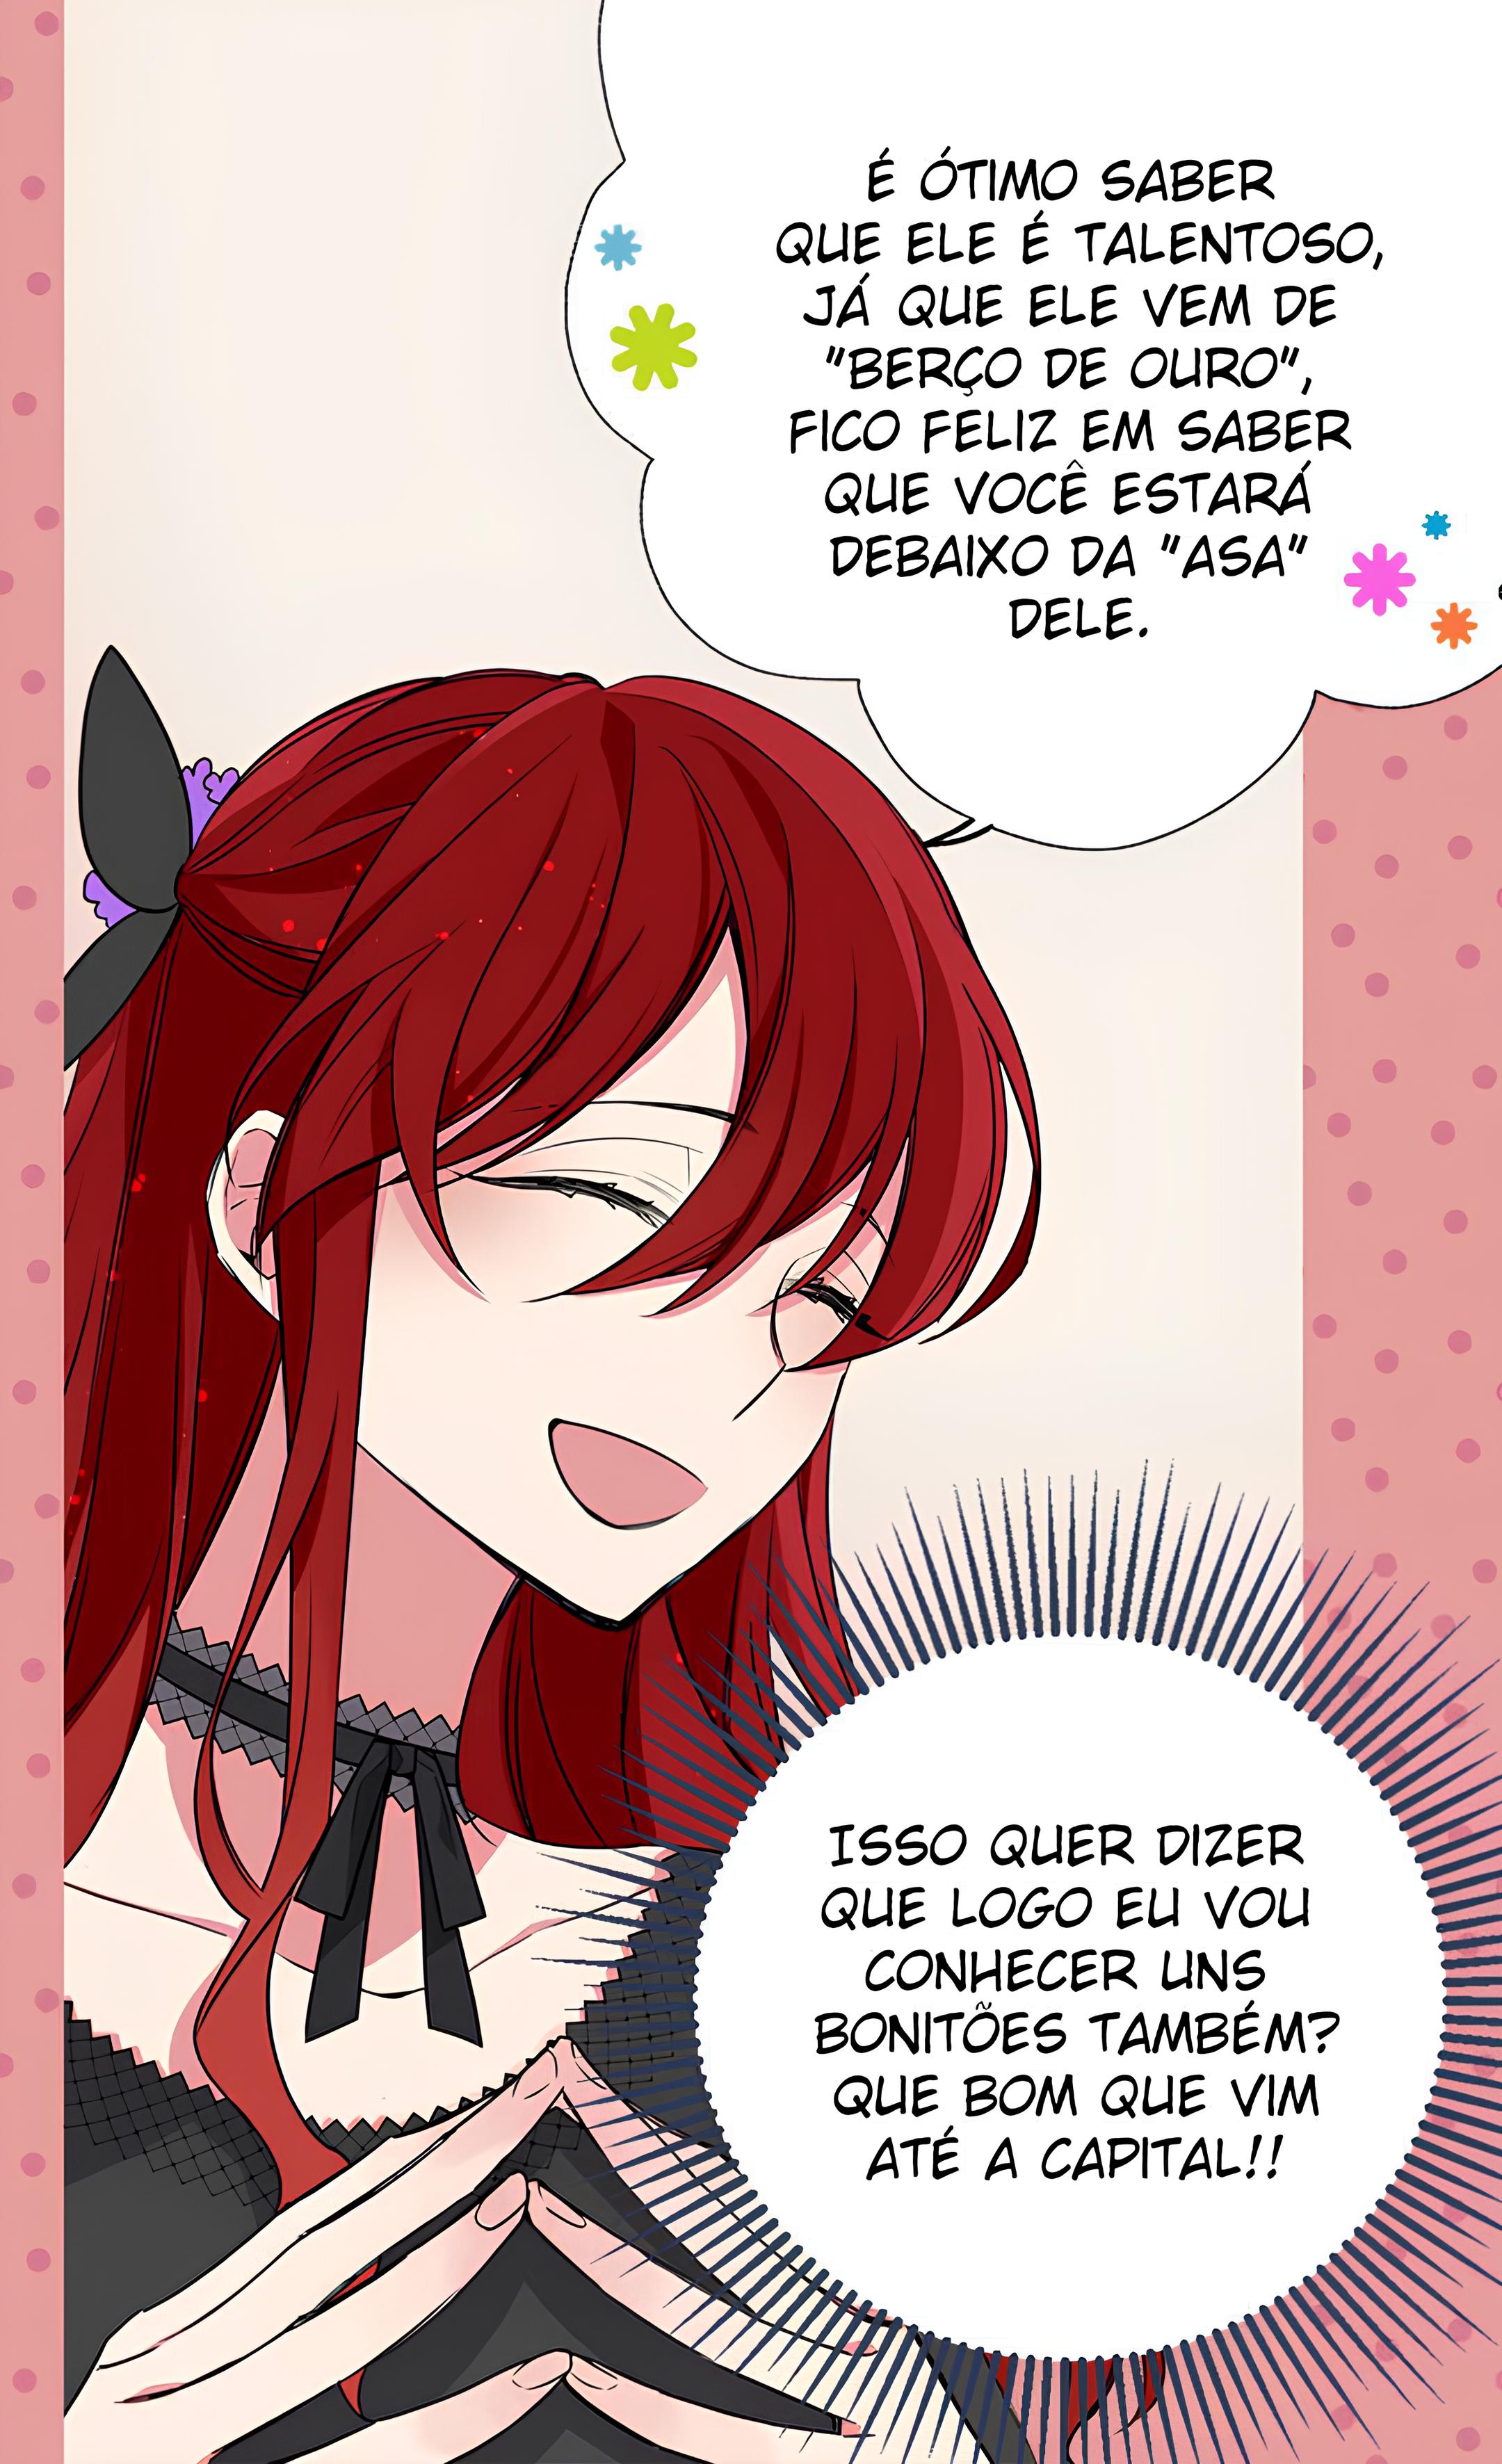 É ÓTIMO SABER
QUE ELE É TALENTOSO,
JÁ QUE ELE VEM DE
"BERÇO DE OURO",
FICO FELIZ EM SABER
QUE VOCÊ ESTARÁ
DEBAIXO DA "ASA"
DELE.
ISSO QUER DIZER
QUE LOGO EU VOU
CONHECER UNS
BONITÕES TAMBÉM?
QUE BOM QUE VIM
ATÉ A CAPITAL!!